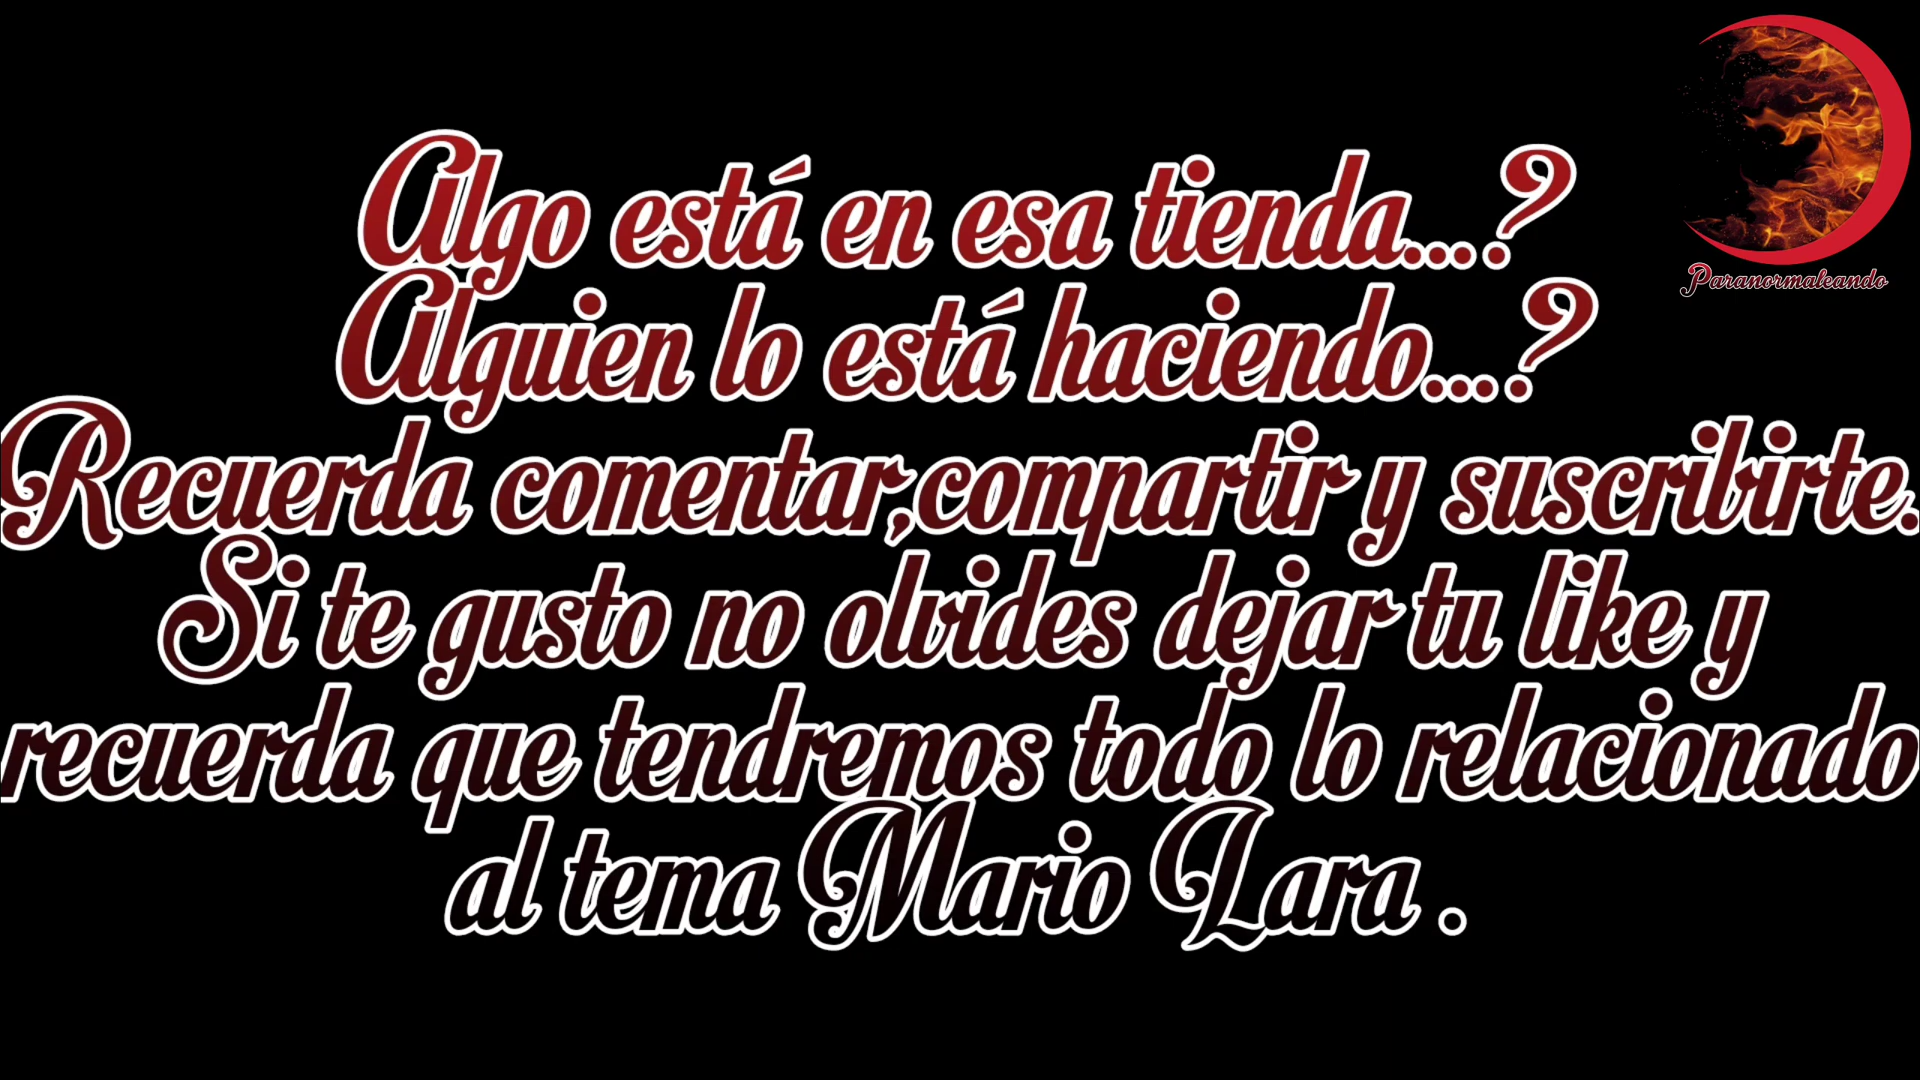 Algo está en esa tienda...?
Alguien lo está haciendo...?
Recuerda comentar,compartir y suscribirte.
Si te gusto no olvides dejar tu like y
recuerda que tendremos todo lo relacionado
al tema Mario Lara .
Paranormaleando